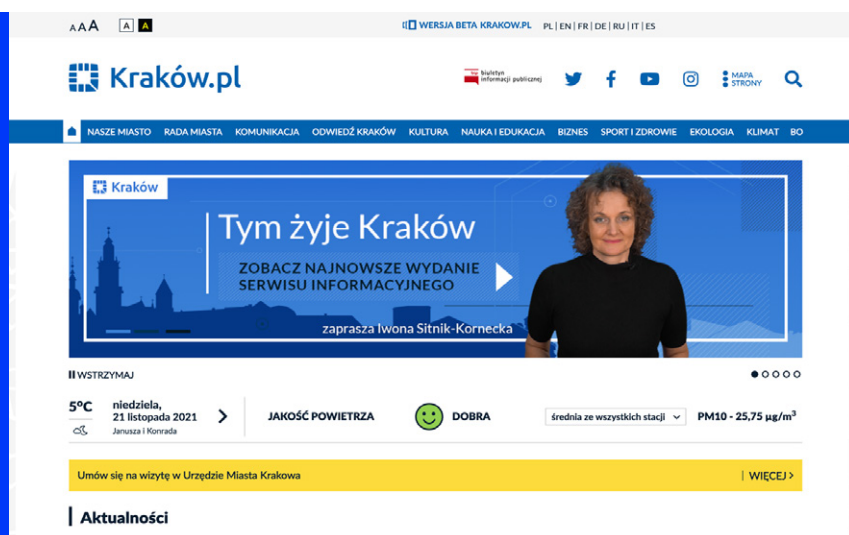 AAA A A WERSJA BETA KRAKOW.PL PL | EN | FR | DE | RU | IT | ES
Kraków.pl
biuletyn
informacji publicznej
MAPA
STRONY
NASZE MIASTO RADA MIASTA KOMUNIKACJA ODWIEDŹ KRAKÓW KULTURA NAUKA I EDUKACJA BIZNES SPORT I ZDROWIE EKOLOGIA KLIMAT BO
Kraków
Tym żyje Kraków
ZOBACZ NAJNOWSZE WYDANIE
SERWISU INFORMACYJNEGO
zaprasza Iwona Sitnik-Kornecka
WSTRZYMAJ
5°C
niedziela,
21 listopada 2021
Janusza i Konrada
JAKOŚĆ POWIETRZA DOBRA średnia ze wszystkich stacji PM10 - 25,75 µg/m³
Umów się na wizytę w Urzędzie Miasta Krakowa | WIĘCEJ >
Aktualności